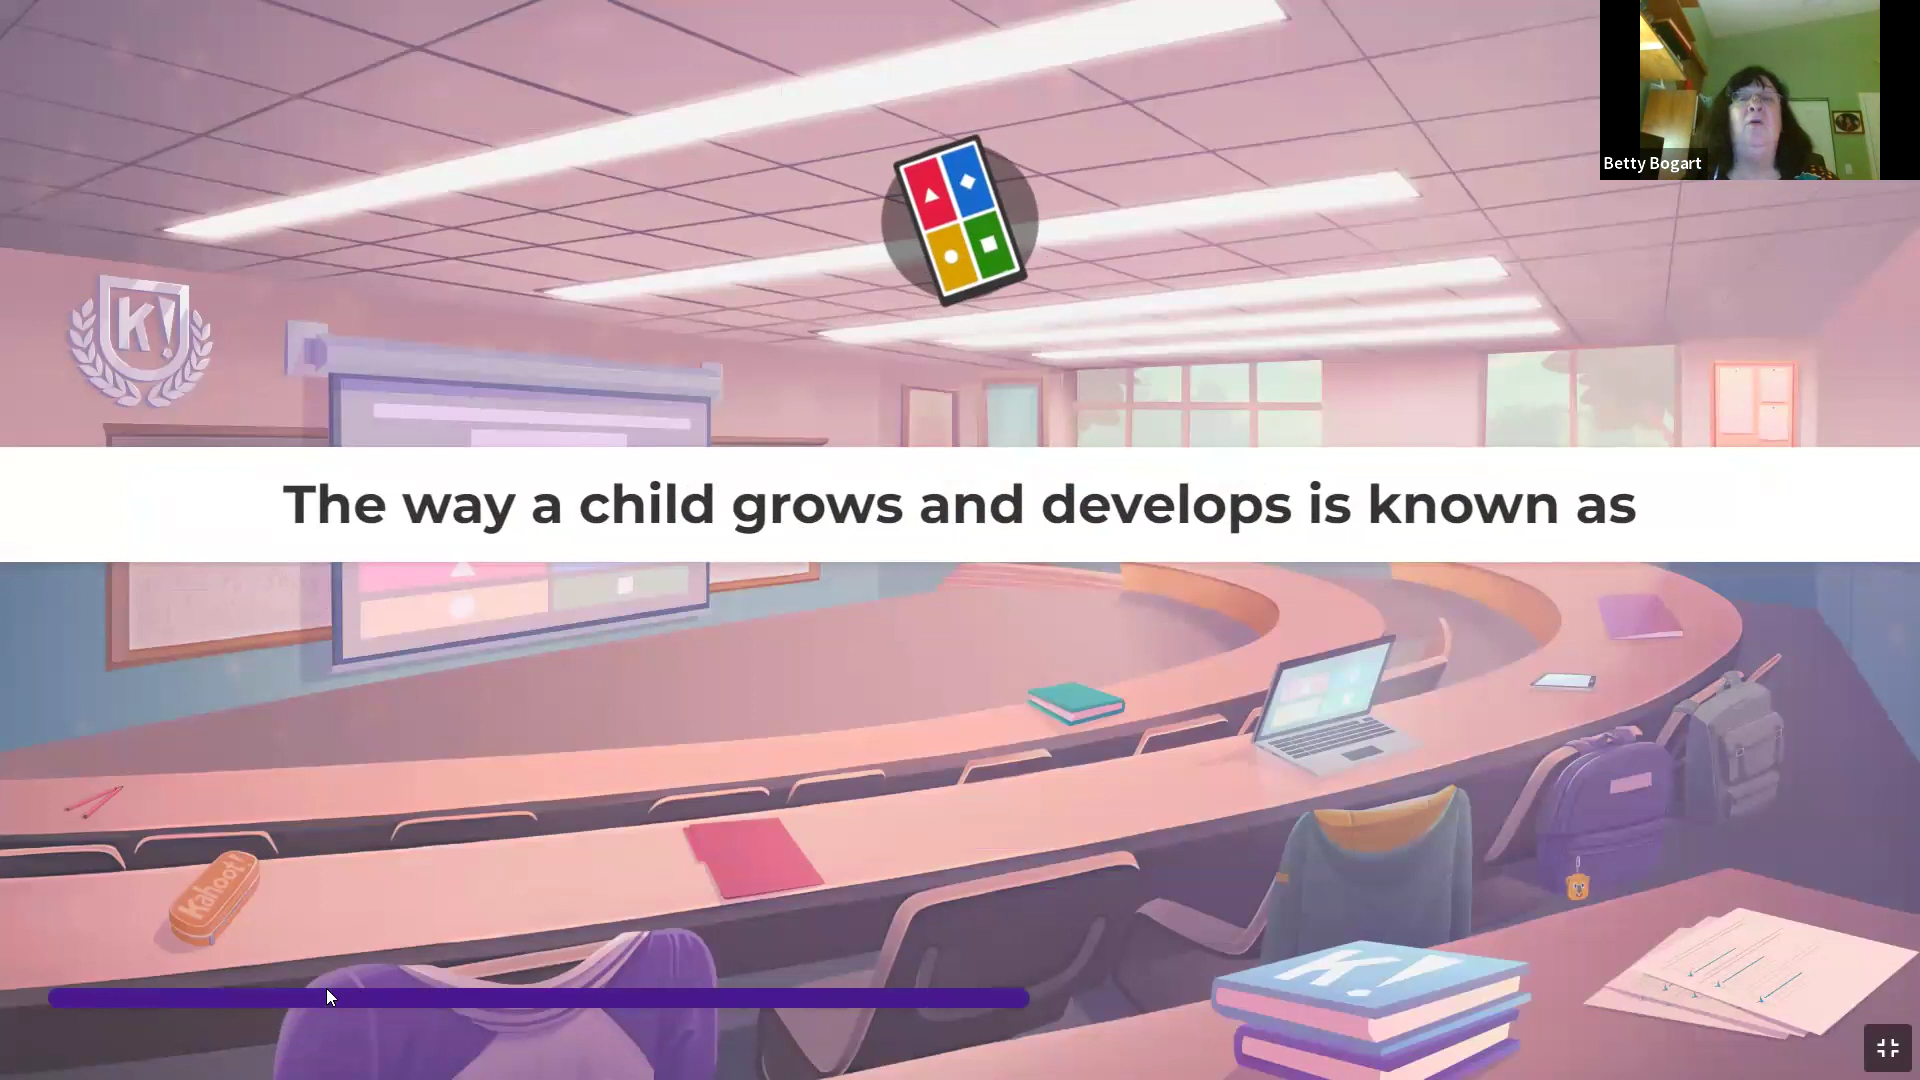 Betty Bogart
K!
The way a child grows and develops is known as
Kahoot!
K!